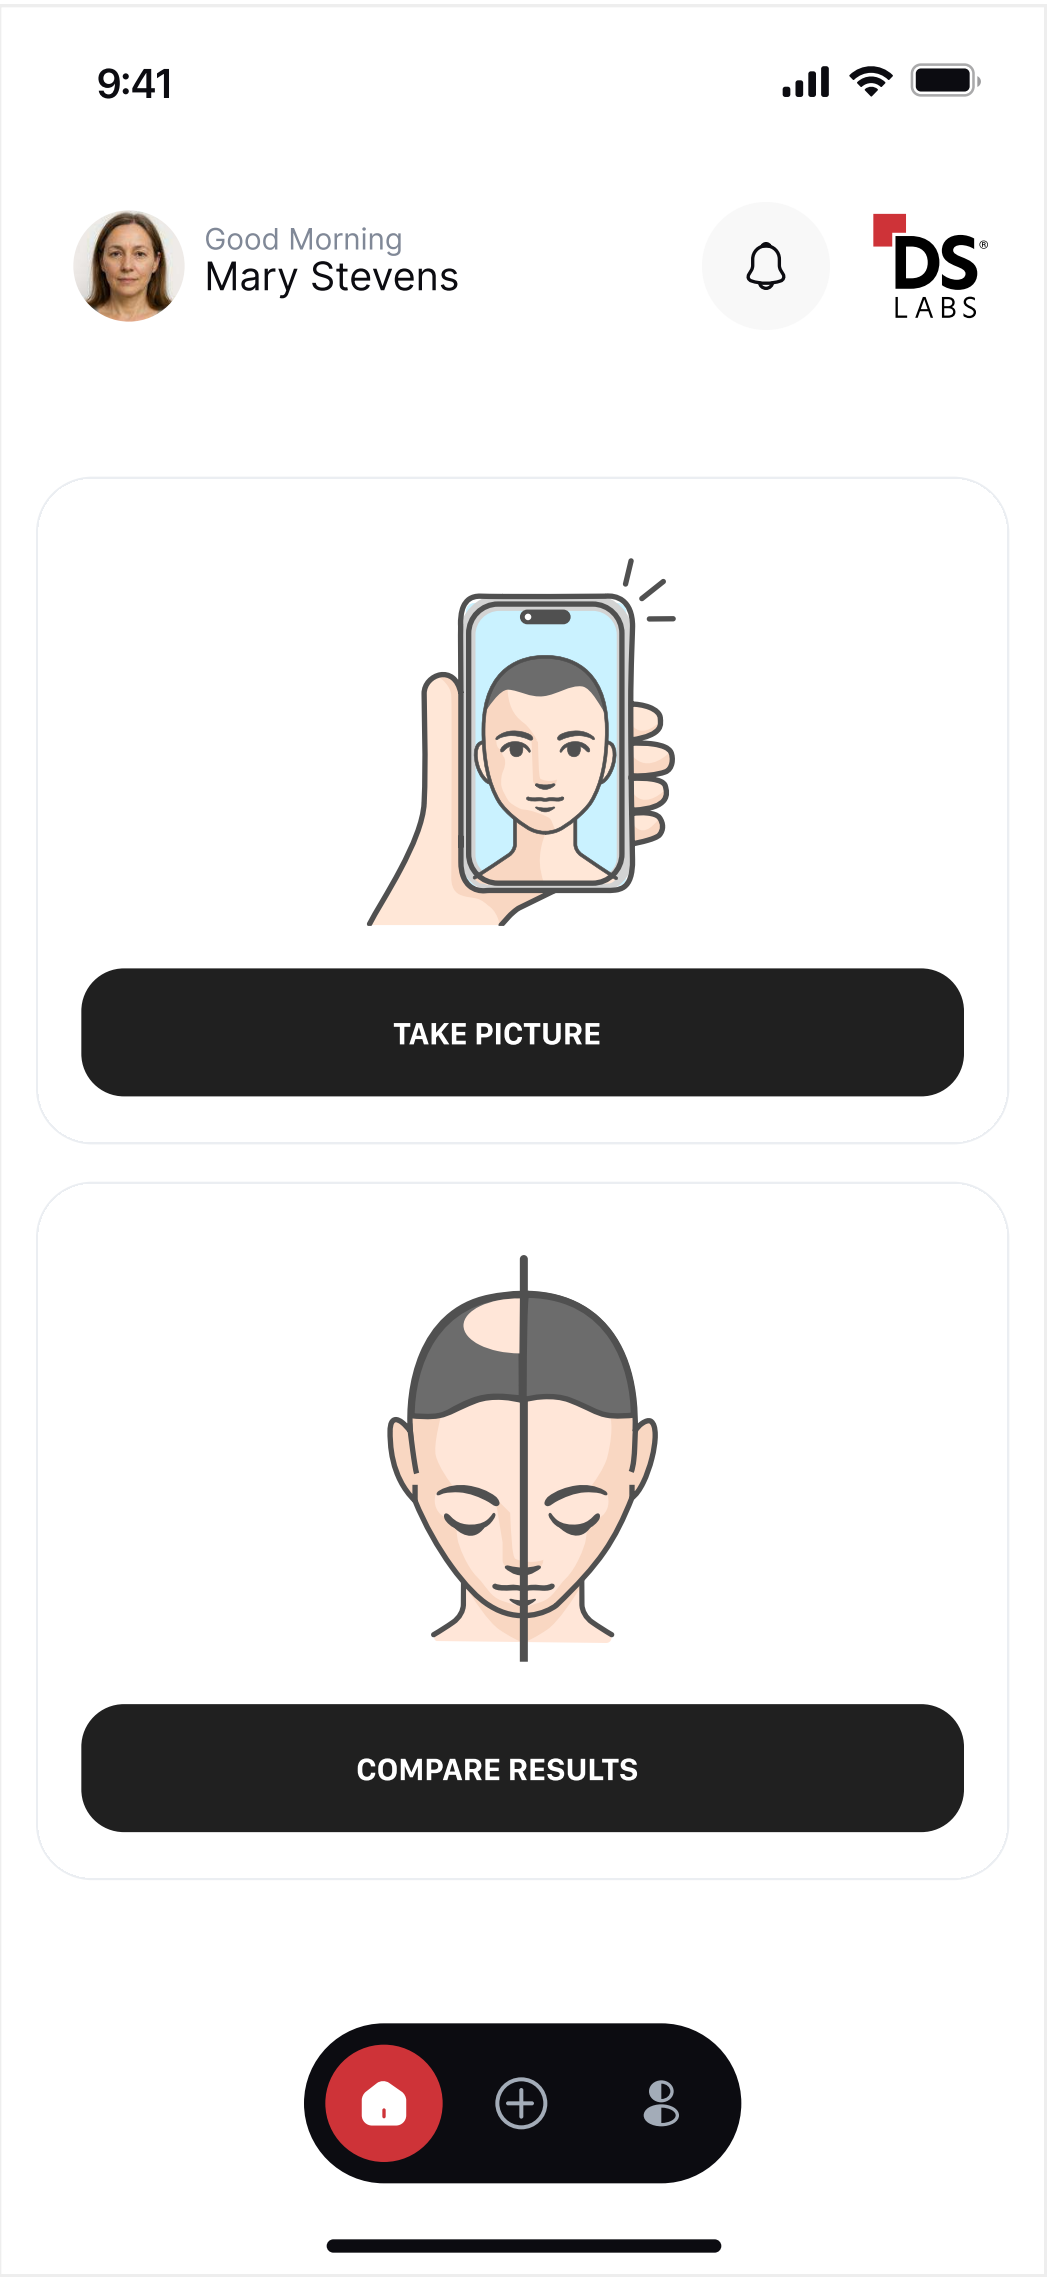 9:41
Good Morning
Mary Stevens
DS®
LABS
TAKE PICTURE
COMPARE RESULTS